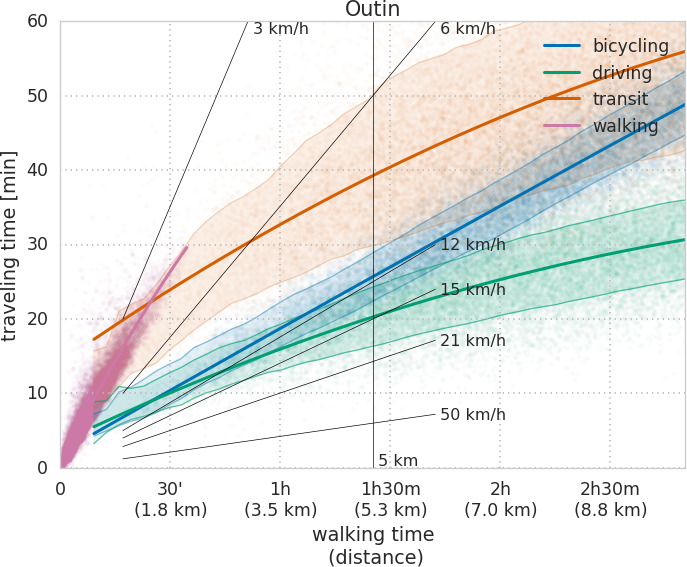 Outin
60
50
40
30
20
10
0
traveling time [min]
3 km/h
6 km/h
12 km/h
15 km/h
21 km/h
50 km/h
5 km
bicycling
driving
transit
walking
0 30' 1h 1h30m 2h 2h30m
(1.8 km) (3.5 km) (5.3 km) (7.0 km) (8.8 km)
walking time
(distance)